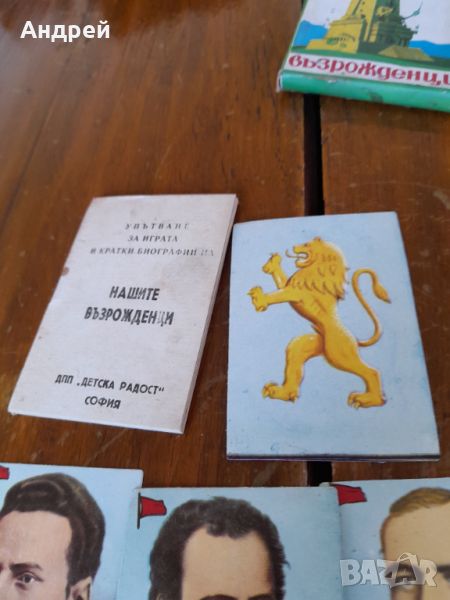 Андрей
възрожденци
УПЪТВАНЕ
ЗА ИГРАТА
И КРАТКИ БИОГРАФИИ НА
НАШИТЕ
ВЪЗРОЖДЕНЦИ
ДПП „ДЕТСКА РАДОСТ“
СОФИЯ
bazar